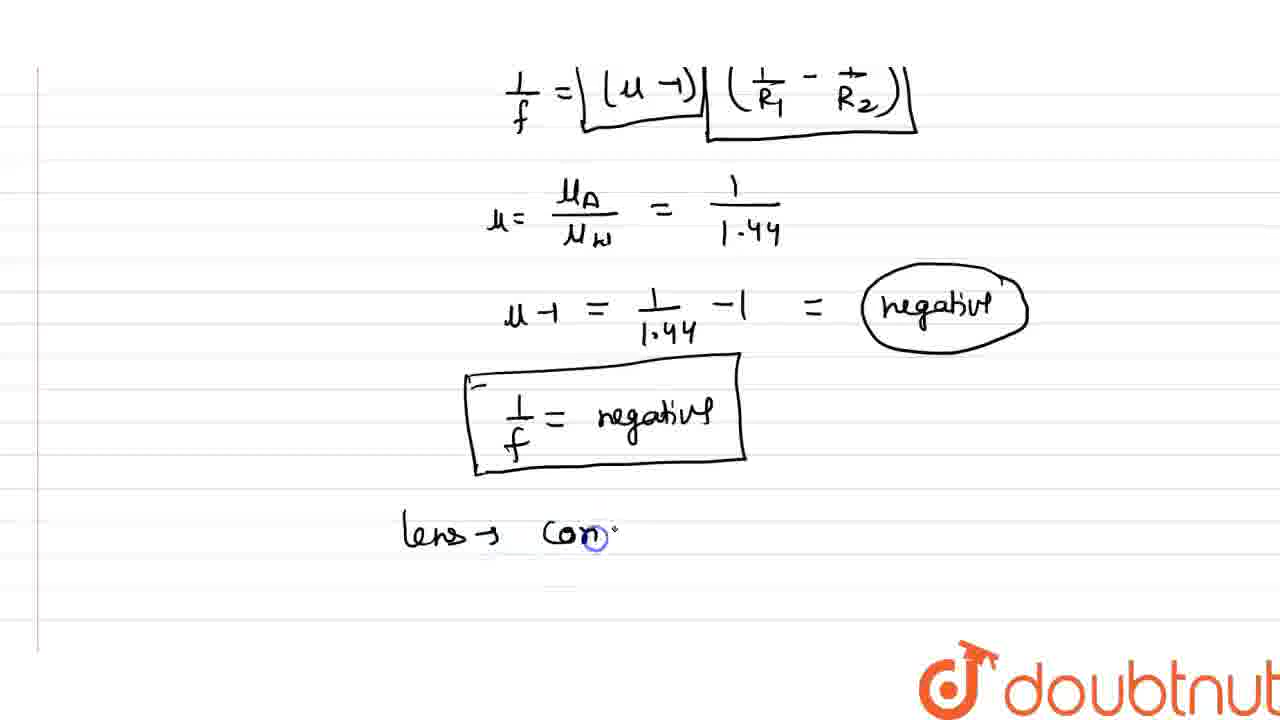 1/f = (μ-1) (1/R1 - 1/R2)
μ = μA/μw = 1/1.44
μ-1 = 1/1.44 - 1 = negative
1/f = negative
lens → con
doubtnut